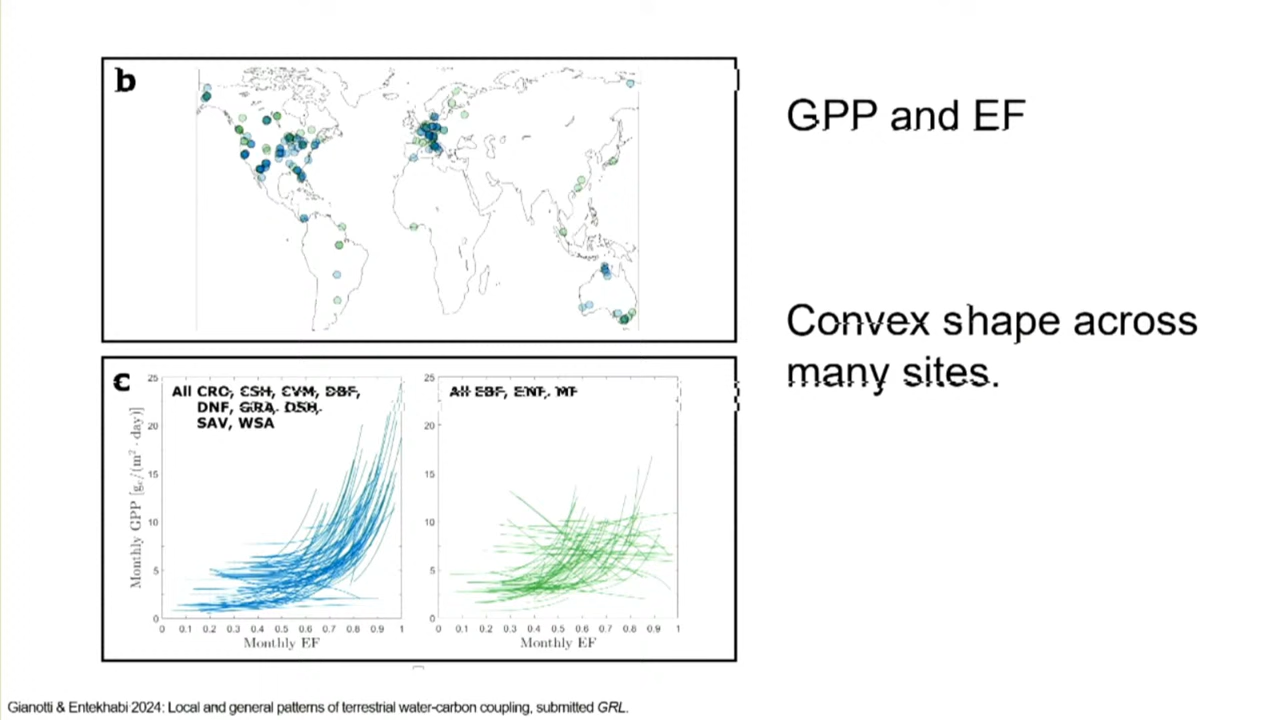 b
GPP and EF
Convex shape across
many sites.
c
All CRO, CSH, CVM, DBF,
DNF, GRA, OSH,
SAV, WSA
All EBF, ENF, MF
Monthly GPP [gc/(m² · day)]
25
20
15
10
5
0
0 0.1 0.2 0.3 0.4 0.5 0.6 0.7 0.8 0.9 1
Monthly EF
25
20
15
10
5
0
0 0.1 0.2 0.3 0.4 0.5 0.6 0.7 0.8 0.9 1
Monthly EF
Gianotti & Entekhabi 2024: Local and general patterns of terrestrial water-carbon coupling, submitted GRL.